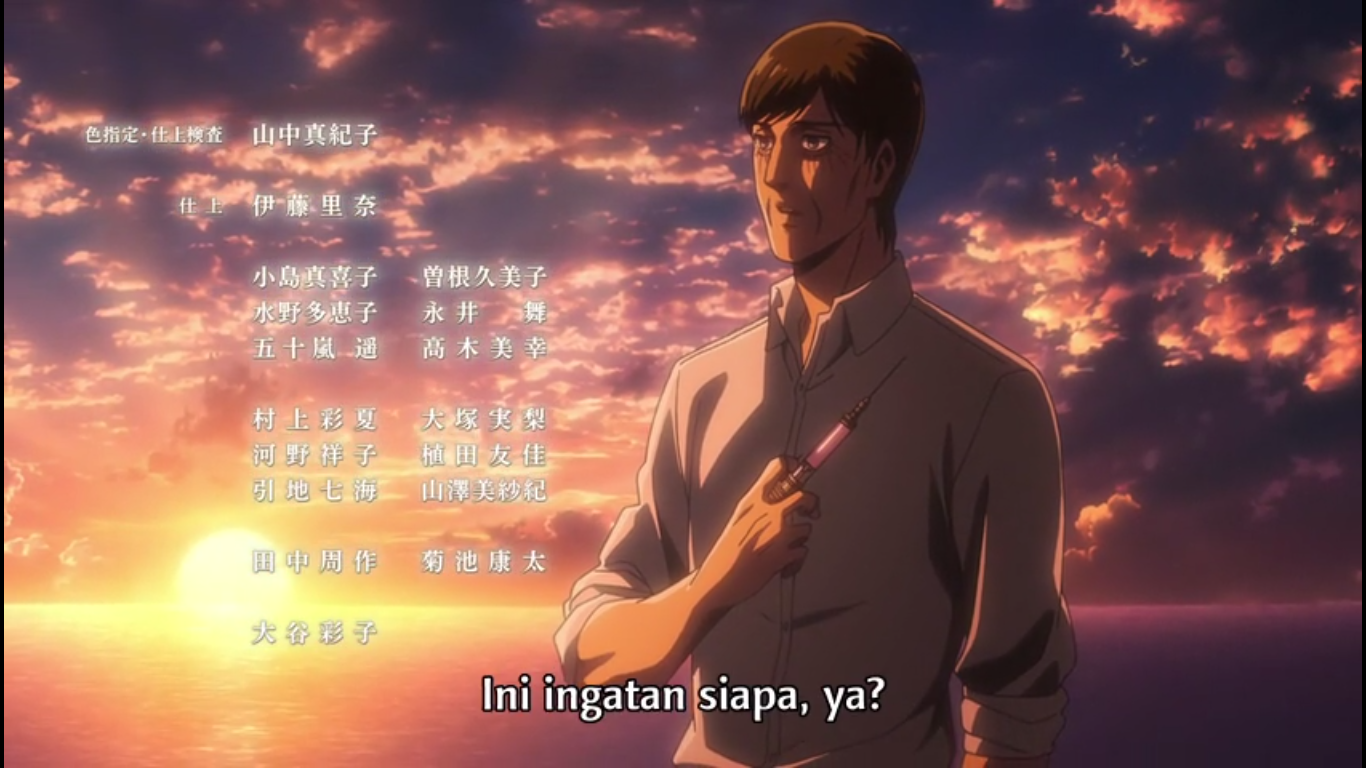 色指定・仕上検査 山中真紀子
仕上 伊藤里奈
小島真喜子 曽根久美子
水野多恵子 永井 舞
五十嵐 遥 高木美幸
村上彩夏 大塚実梨
河野祥子 植田友佳
引地七海 山澤美紗紀
田中周作 菊池康太
大谷彩子
Ini ingatan siapa, ya?